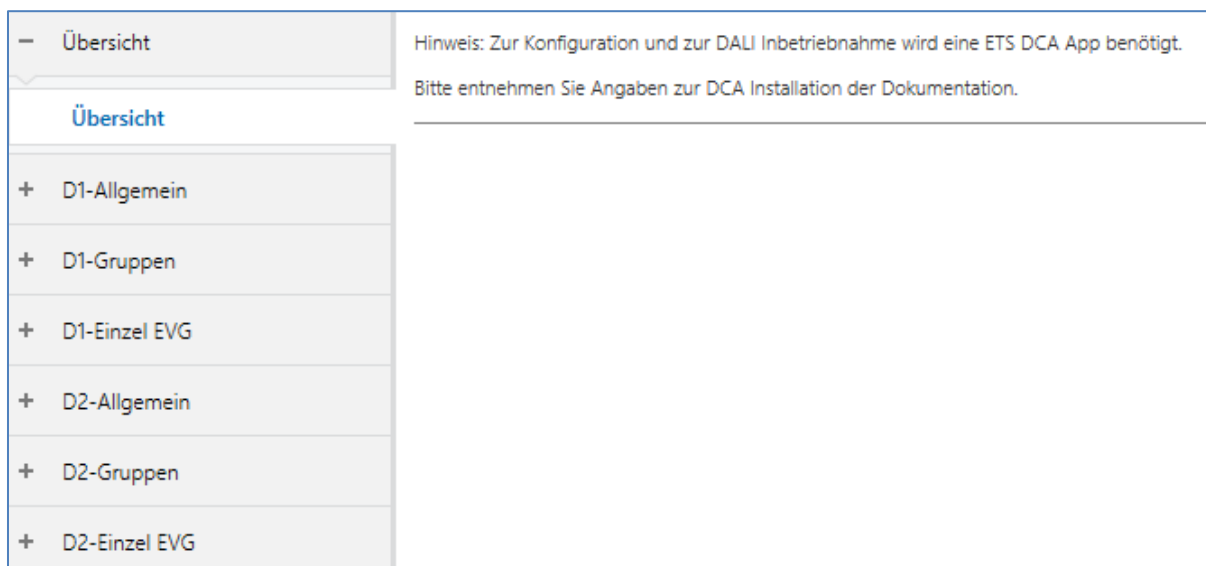 Übersicht
Übersicht
D1-Allgemein
D1-Gruppen
D1-Einzel EVG
D2-Allgemein
D2-Gruppen
D2-Einzel EVG
Hinweis: Zur Konfiguration und zur DALI Inbetriebnahme wird eine ETS DCA App benötigt.
Bitte entnehmen Sie Angaben zur DCA Installation der Dokumentation.